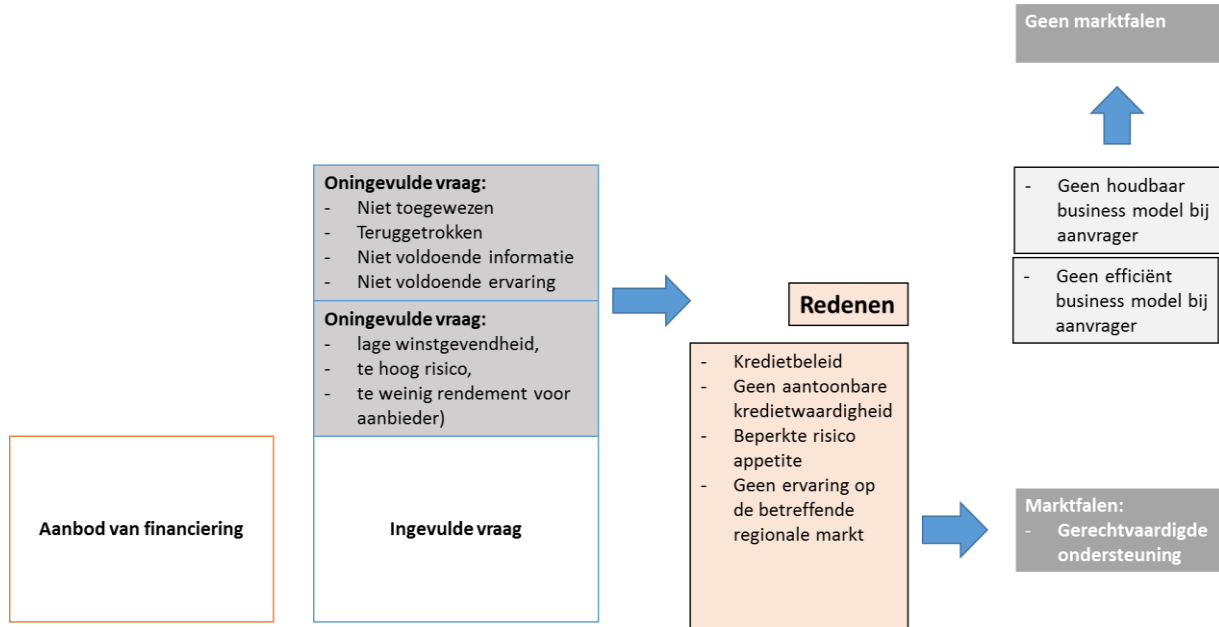 Geen marktfalen
Oningevulde vraag:
- Niet toegewezen
- Teruggetrokken
- Niet voldoende informatie
- Niet voldoende ervaring
Oningevulde vraag:
- lage winstgevendheid,
- te hoog risico,
- te weinig rendement voor
aanbieder)
Aanbod van financiering
Ingevulde vraag
Redenen
- Kredietbeleid
- Geen aantoonbare
kredietwaardigheid
- Beperkte risico
appetite
- Geen ervaring op
de betreffende
regionale markt
- Geen houdbaar
business model bij
aanvrager
- Geen efficiënt
business model bij
aanvrager
Marktfalen:
- Gerechtvaardigde
ondersteuning